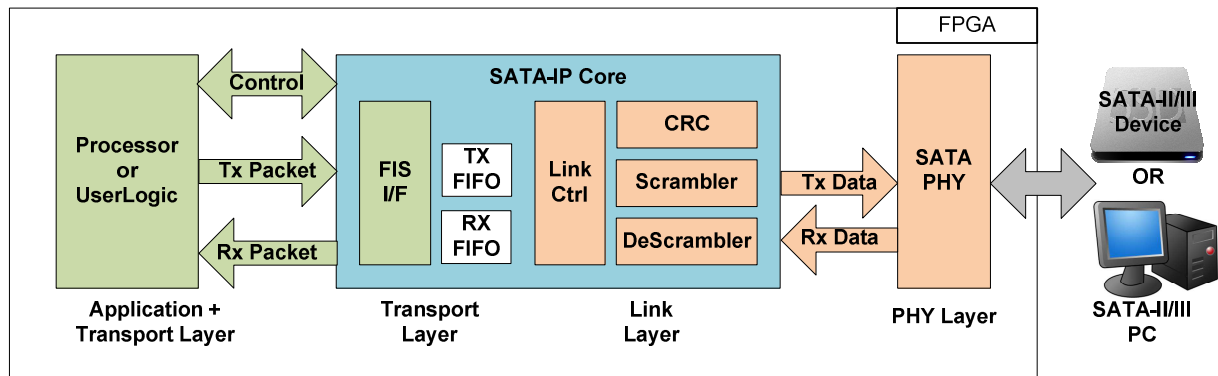 FPGA
Processor
or
UserLogic
Control
Tx Packet
Rx Packet
SATA-IP Core
FIS
I/F
TX
FIFO
RX
FIFO
Link
Ctrl
CRC
Scrambler
DeScrambler
Tx Data
Rx Data
SATA
PHY
SATA-II/III
Device
OR
SATA-II/III
PC
Application +
Transport Layer
Transport
Layer
Link
Layer
PHY Layer